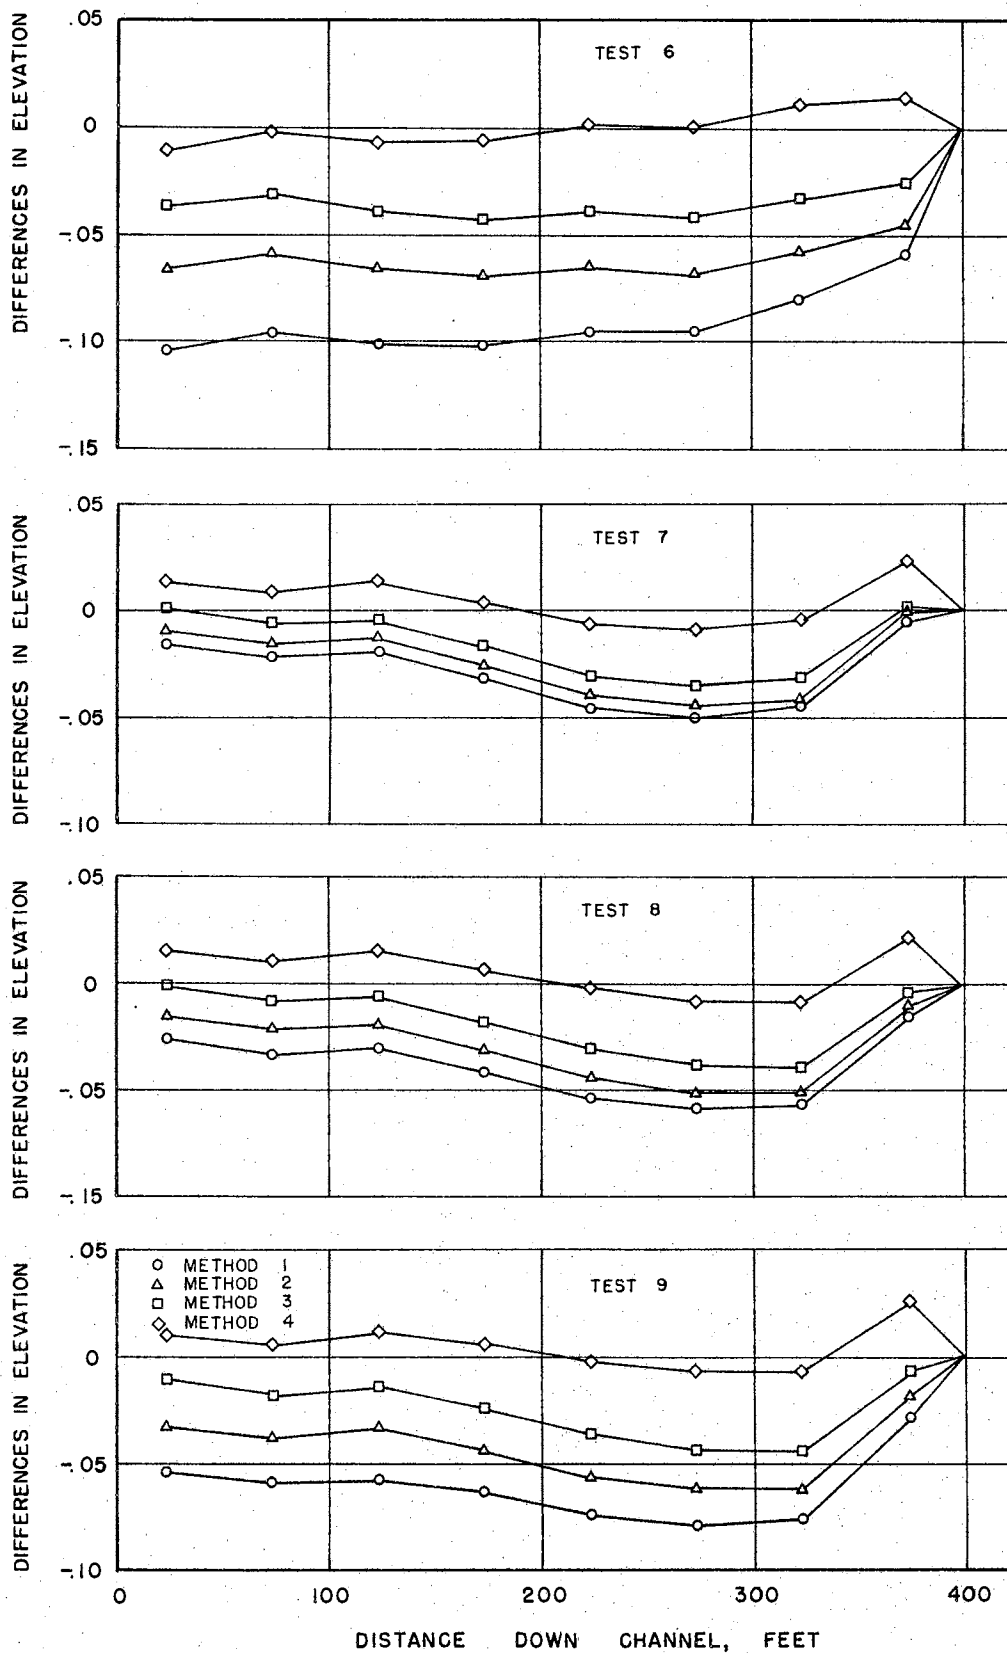 DIFFERENCES IN ELEVATION
.05
0
-.05
-.10
-.15
TEST 6
DIFFERENCES IN ELEVATION
.05
0
-.05
-.10
TEST 7
DIFFERENCES IN ELEVATION
.05
0
-.05
-.15
TEST 8
DIFFERENCES IN ELEVATION
.05
0
-.05
-.10
METHOD 1
METHOD 2
METHOD 3
METHOD 4
TEST 9
0 100 200 300 400
DISTANCE DOWN CHANNEL, FEET